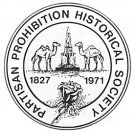 PARTISAN PROHIBITION HISTORICAL SOCIETY
1827 1971